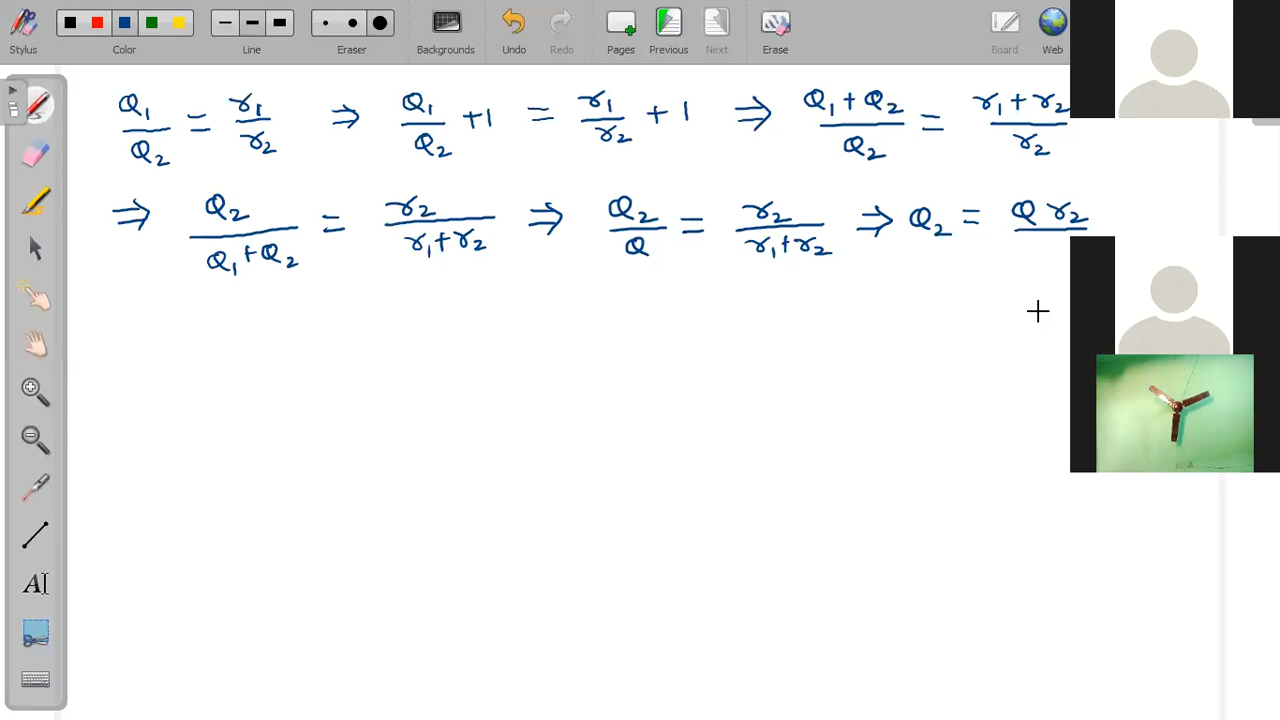 Stylus Color Line Eraser Backgrounds Undo Redo Pages Previous Next Erase Board Web
Q₁/Q₂ = r₁/r₂ ⇒ Q₁/Q₂ + 1 = r₁/r₂ + 1 ⇒ (Q₁ + Q₂)/Q₂ = (r₁ + r₂)/r₂
⇒ Q₂/(Q₁ + Q₂) = r₂/(r₁ + r₂) ⇒ Q₂/Q = r₂/(r₁ + r₂) ⇒ Q₂ = Q r₂
A